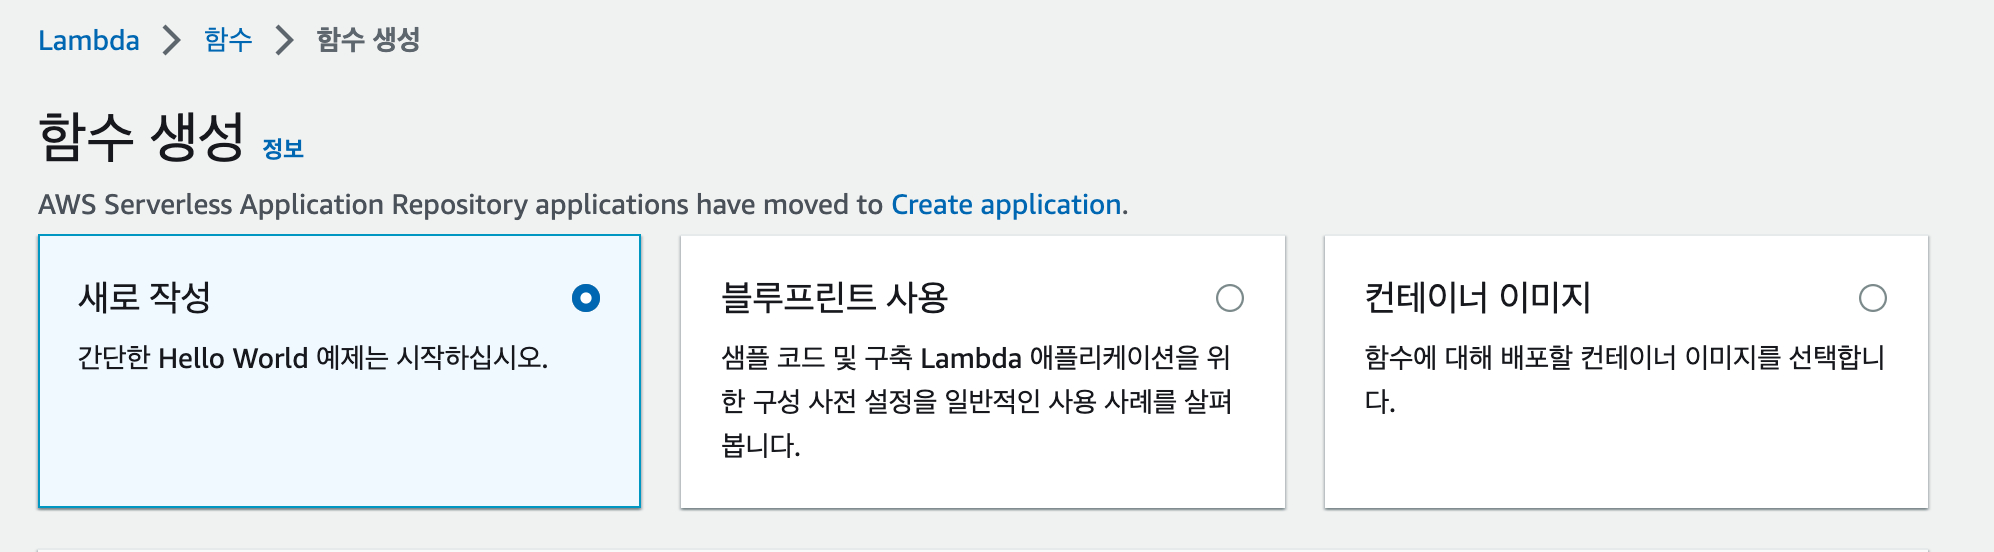 Lambda > 함수 > 함수 생성
함수 생성 정보
AWS Serverless Application Repository applications have moved to Create application.
새로 작성
간단한 Hello World 예제는 시작하십시오.
블루프린트 사용
샘플 코드 및 구축 Lambda 애플리케이션을 위
한 구성 사전 설정을 일반적인 사용 사례를 살펴
봅니다.
컨테이너 이미지
함수에 대해 배포할 컨테이너 이미지를 선택합니
다.